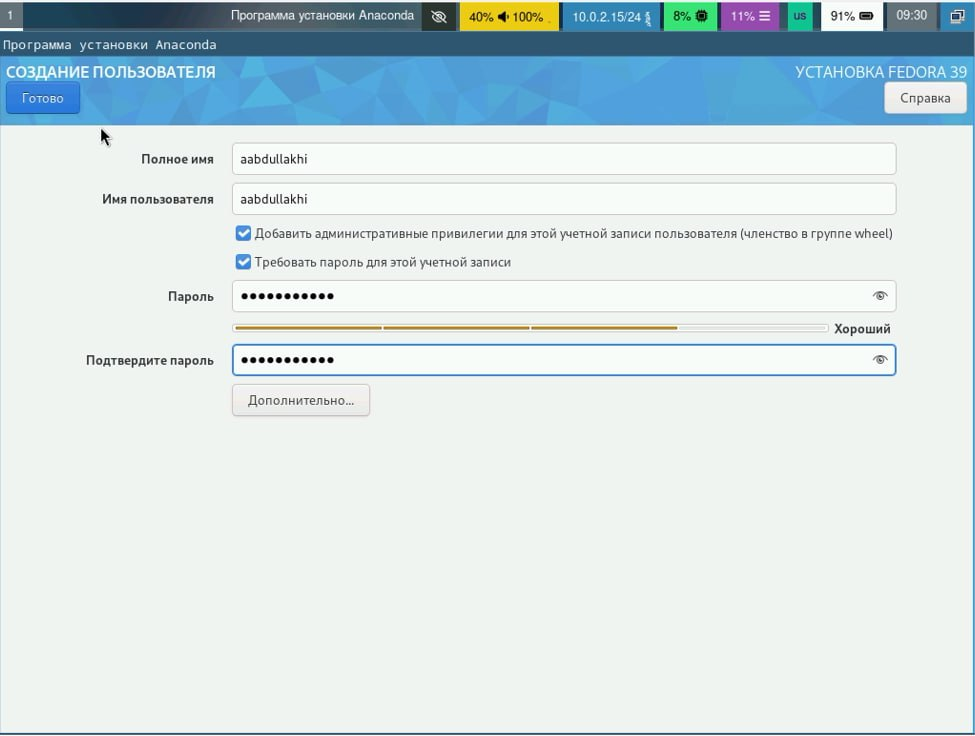 1 Программа установки Anaconda 40% 100% 10.0.2.15/24 8% 11% us 91% 09:30
Программа установки Anaconda
СОЗДАНИЕ ПОЛЬЗОВАТЕЛЯ УСТАНОВКА FEDORA 39
Готово Справка
Полное имя aabdullakhi
Имя пользователя aabdullakhi
Добавить административные привилегии для этой учетной записи пользователя (членство в группе wheel)
Требовать пароль для этой учетной записи
Пароль ●●●●●●●●●●●
Хороший
Подтвердите пароль ●●●●●●●●●●●
Дополнительно...